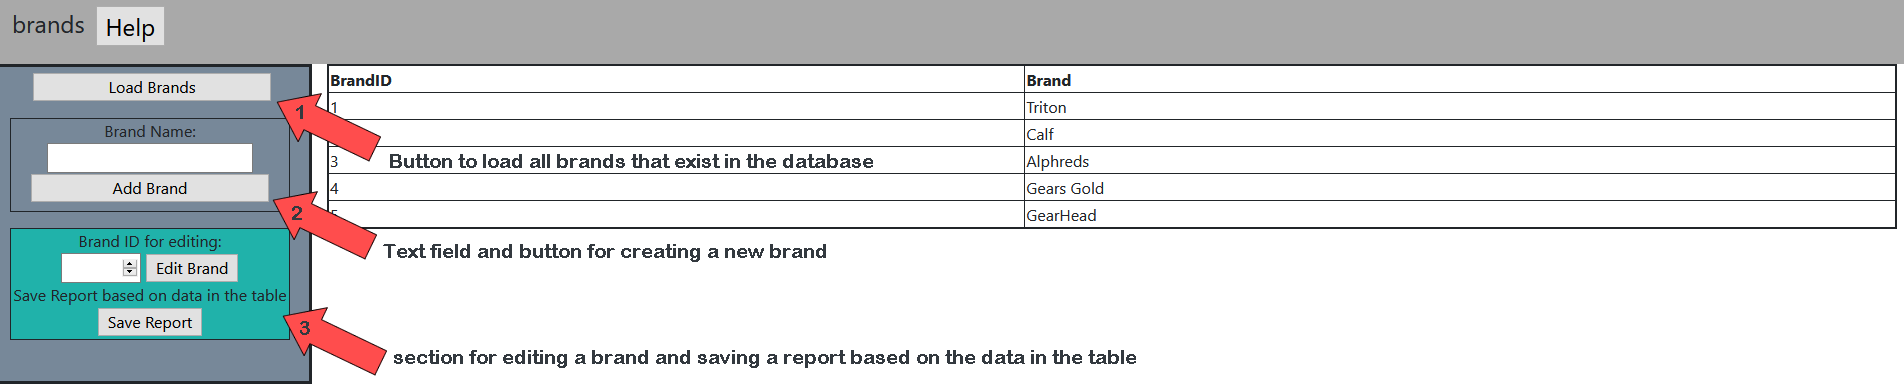 brands Help
Load Brands
Brand Name:
Add Brand
Brand ID for editing:
Edit Brand
Save Report based on data in the table
Save Report
BrandID Brand
1 Triton
Calf
3 Alphreds
4 Gears Gold
GearHead
1
Button to load all brands that exist in the database
2
Text field and button for creating a new brand
3
section for editing a brand and saving a report based on the data in the table